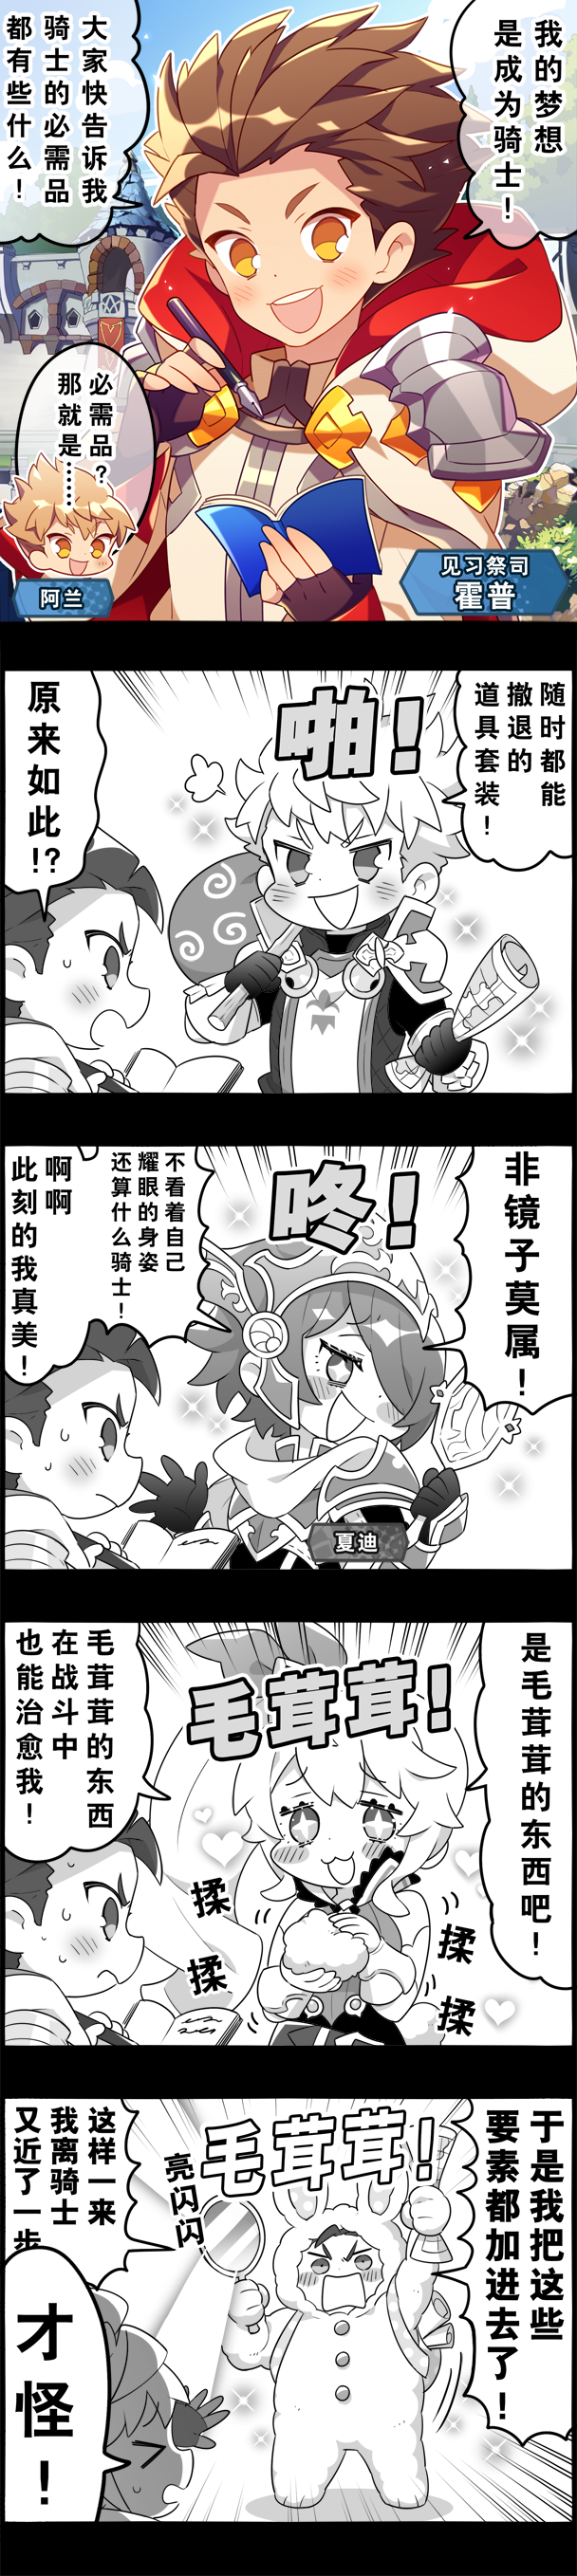 我的梦想
是成为骑士！
大家快告诉我
骑士的必需品
都有些什么！
必需品？
那就是……
阿兰
见习祭司
霍普
随时都能
撤退的
道具套装！
啪！
原来如此！？
非镜子莫属！
咚！
不看着自己
耀眼的身姿
还算什么骑士！
啊啊
此刻的我真美！
夏迪
是毛茸茸的东西吧！
毛茸茸！
毛茸茸的东西
在战斗中
也能治愈我！
揉
揉
揉
揉
于是我把这些
要素都加进去了！
毛茸茸！
亮闪闪
这样一来
我离骑士
又近了一步
才怪！